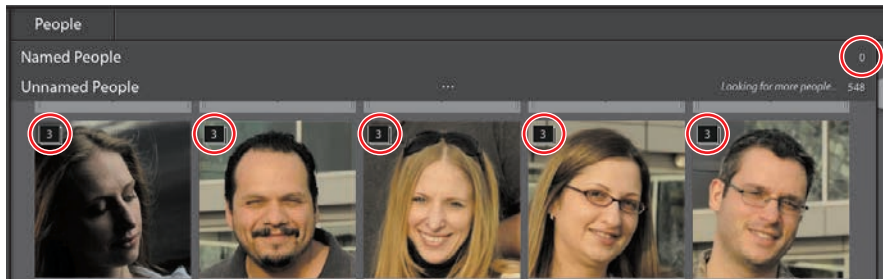 People
Named People 0
Unnamed People ... Looking for more people... 548
3 3 3 3 3